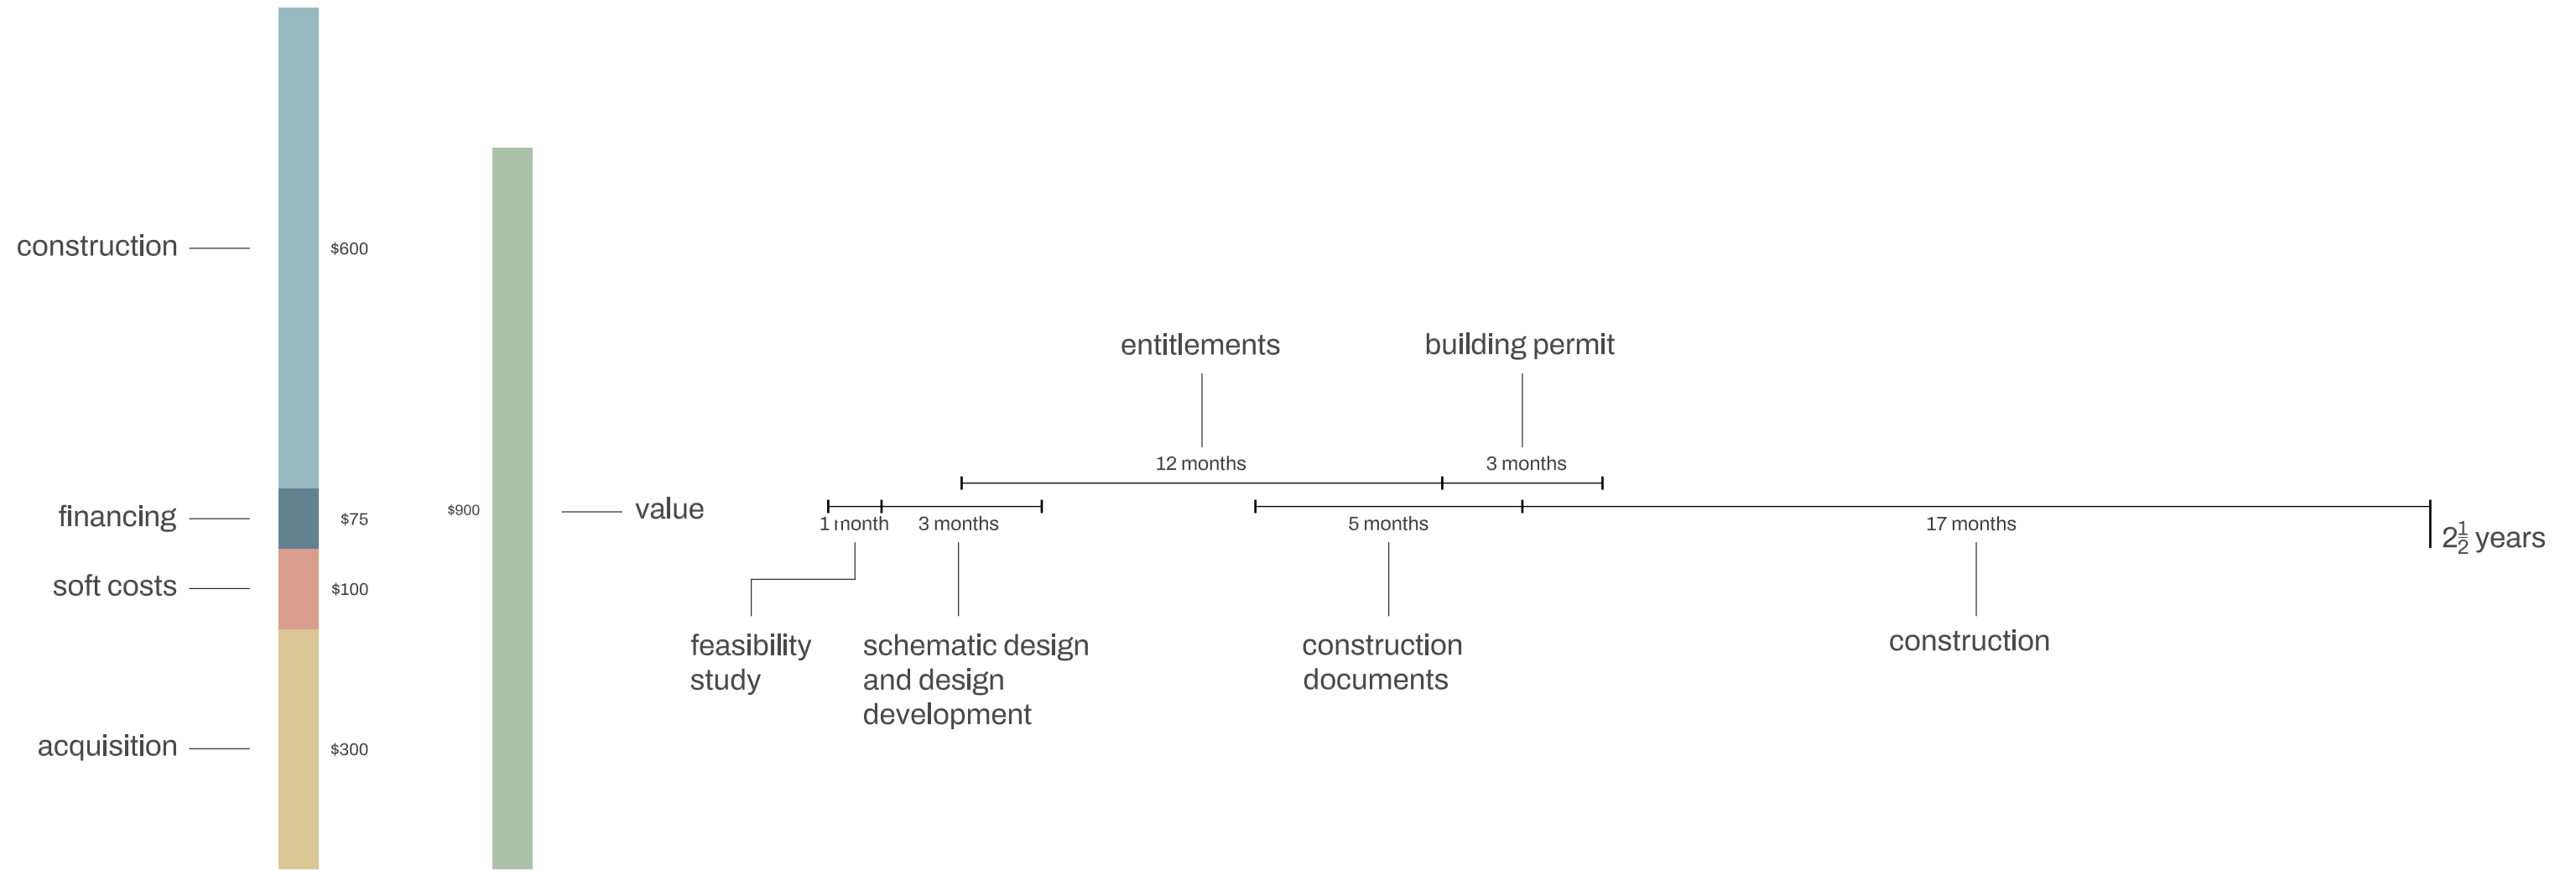 construction
$600
financing
$75
soft costs
$100
acquisition
$300
$900
value
entitlements
building permit
12 months
3 months
1 month
3 months
5 months
17 months
2½ years
feasibility
study
schematic design
and design
development
construction
documents
construction